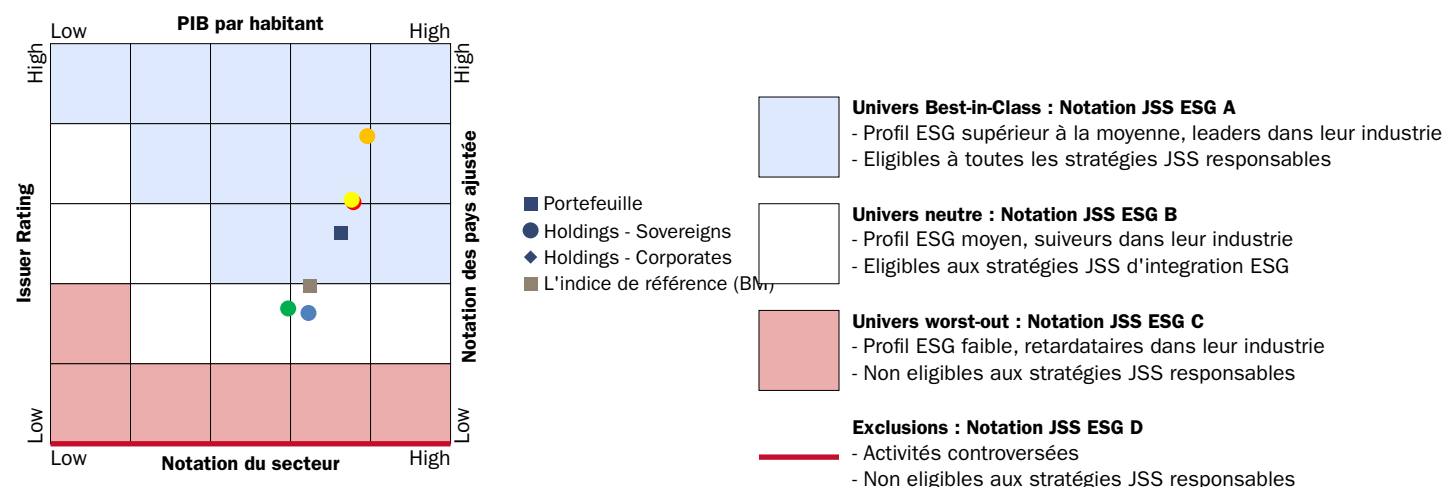 PIB par habitant
Low
High
High
High
Issuer Rating
Notation des pays ajustée
Low
Low
Low
High
Notation du secteur
Portefeuille
Holdings - Sovereigns
Holdings - Corporates
L'indice de référence (BM)
Univers Best-in-Class : Notation JSS ESG A
- Profil ESG supérieur à la moyenne, leaders dans leur industrie
- Eligibles à toutes les stratégies JSS responsables
Univers neutre : Notation JSS ESG B
- Profil ESG moyen, suiveurs dans leur industrie
- Eligibles aux stratégies JSS d'integration ESG
Univers worst-out : Notation JSS ESG C
- Profil ESG faible, retardataires dans leur industrie
- Non eligibles aux stratégies JSS responsables
Exclusions : Notation JSS ESG D
- Activités controversées
- Non eligibles aux stratégies JSS responsables